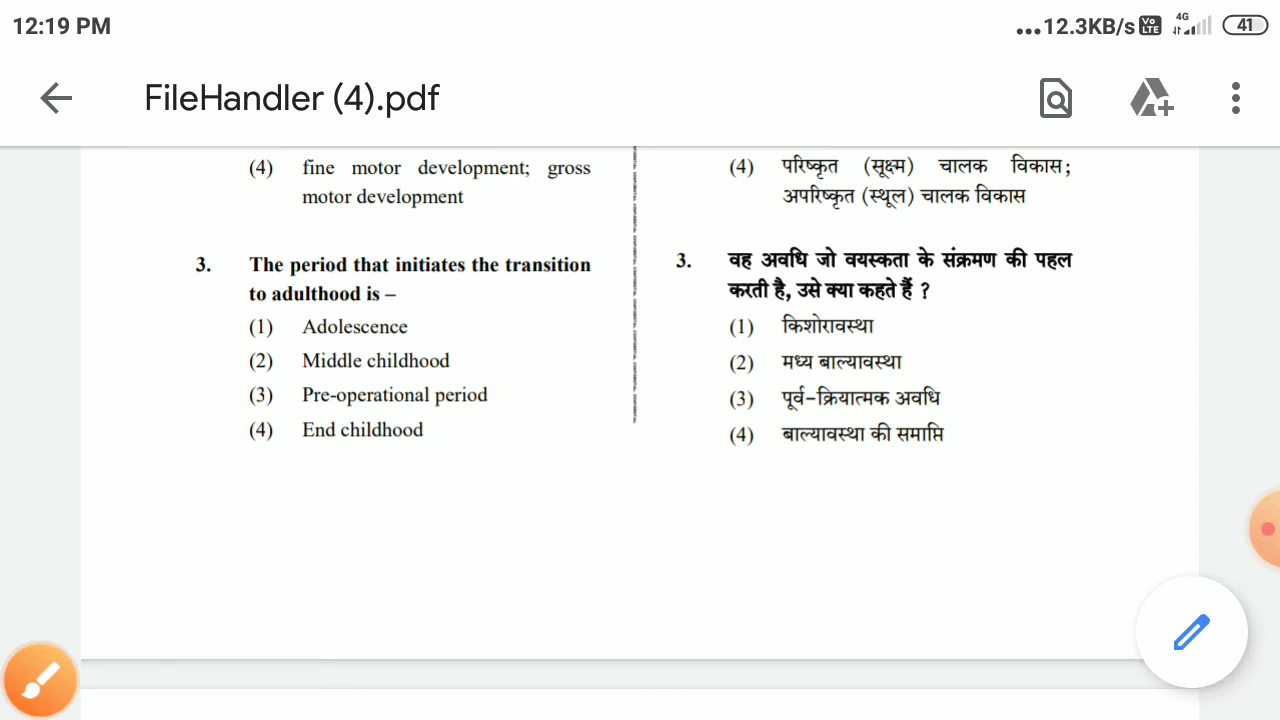 12:19 PM
...12.3KB/s Vo LTE 4G 41
FileHandler (4).pdf
(4) fine motor development; gross
motor development
3. The period that initiates the transition
to adulthood is –
(1) Adolescence
(2) Middle childhood
(3) Pre-operational period
(4) End childhood
(4) परिष्कृत (सूक्ष्म) चालक विकास;
अपरिष्कृत (स्थूल) चालक विकास
3. वह अवधि जो वयस्कता के संक्रमण की पहल
करती है, उसे क्या कहते हैं ?
(1) किशोरावस्था
(2) मध्य बाल्यावस्था
(3) पूर्व-क्रियात्मक अवधि
(4) बाल्यावस्था की समाप्ति